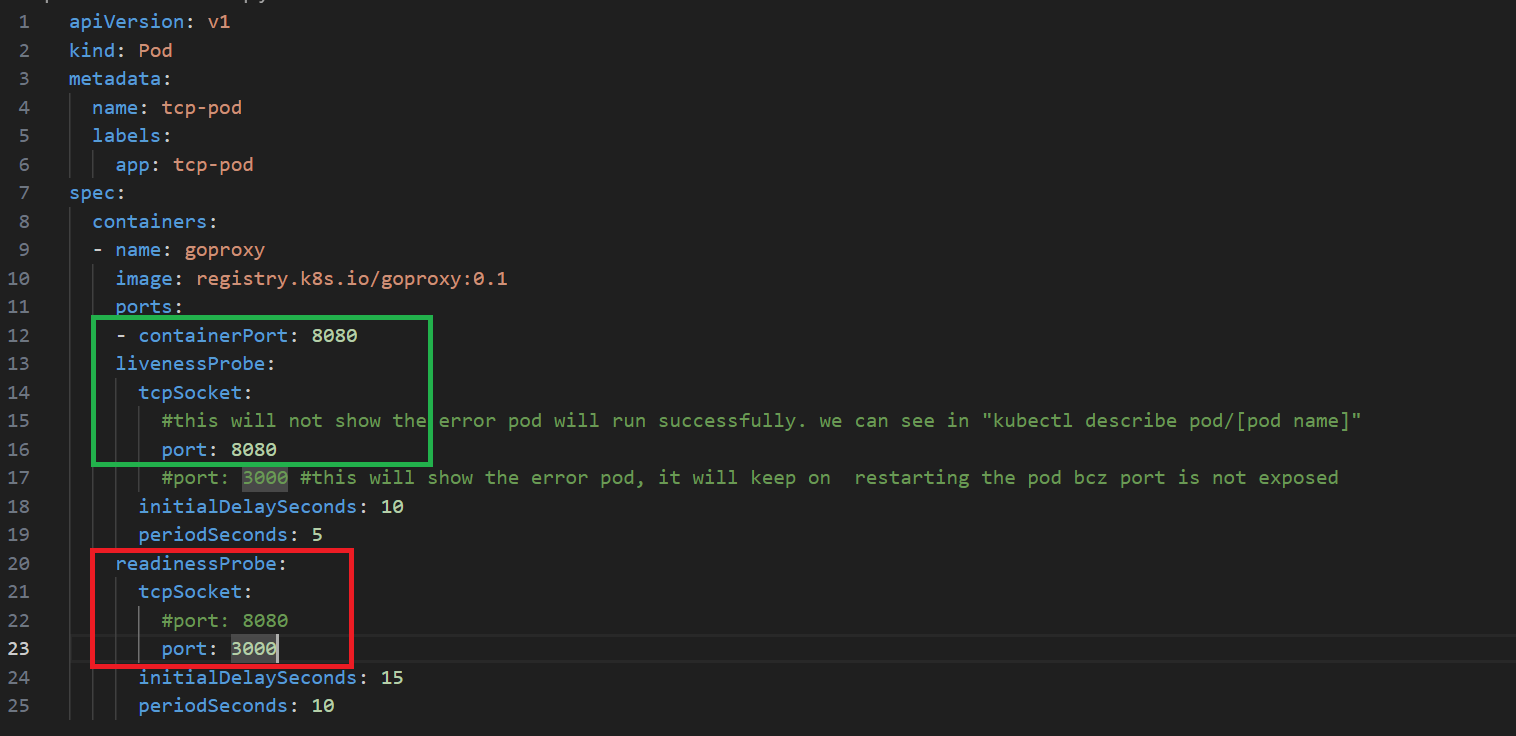 1 apiVersion: v1
2 kind: Pod
3 metadata:
4   name: tcp-pod
5   labels:
6     app: tcp-pod
7 spec:
8   containers:
9   - name: goproxy
10     image: registry.k8s.io/goproxy:0.1
11     ports:
12     - containerPort: 8080
13     livenessProbe:
14       tcpSocket:
15         #this will not show the error pod will run successfully. we can see in "kubectl describe pod/[pod name]"
16         port: 8080
17         #port: 3000 #this will show the error pod, it will keep on  restarting the pod bcz port is not exposed
18       initialDelaySeconds: 10
19       periodSeconds: 5
20     readinessProbe:
21       tcpSocket:
22         #port: 8080
23         port: 3000
24       initialDelaySeconds: 15
25       periodSeconds: 10